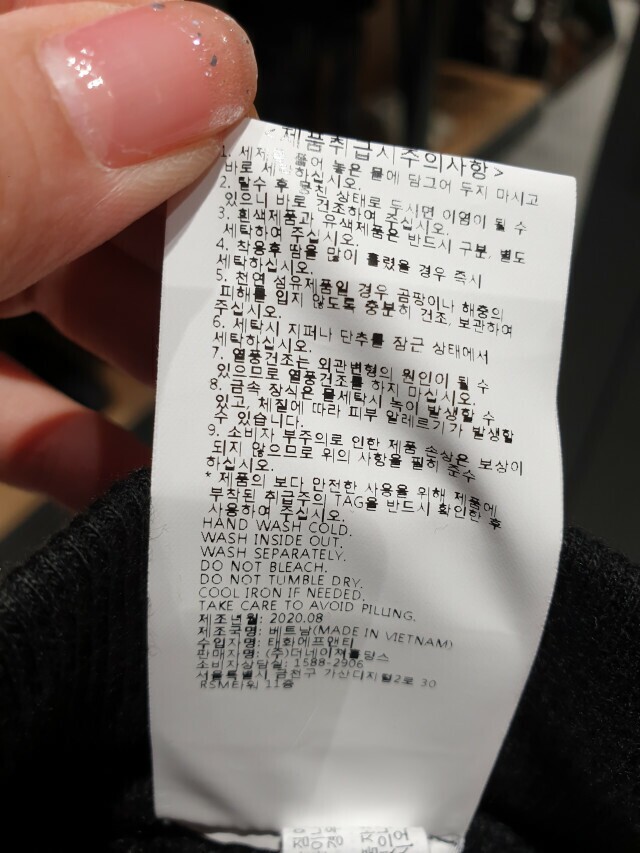 <제품취급시주의사항>
1. 세제를 풀어 놓은 물에 담그어 두지 마시고
바로 세탁하십시오.
2. 탈수 후 뭉친 상태로 두시면 이염이 될 수
있으니 바로 건조하여 주십시오.
3. 흰색제품과 유색제품은 반드시 구분, 별도
세탁하여 주십시오.
4. 착용후 땀을 많이 흘렸을 경우 즉시
세탁하십시오.
5. 천연 섬유제품일 경우 곰팡이나 해충의
피해를 입지 않도록 충분히 건조, 보관하여
주십시오.
6. 세탁시 지퍼나 단추를 잠근 상태에서
세탁하십시오.
7. 열풍건조는 외관변형의 원인이 될 수
있으므로 열풍건조를 하지 마십시오.
8. 금속 장식은 물세탁시 녹이 발생할 수
있고, 체질에 따라 피부 알레르기가 발생할
수 있습니다.
9. 소비자 부주의로 인한 제품 손상은 보상이
되지 않으므로 위의 사항을 필히 준수
하십시오.
* 제품의 보다 안전한 사용을 위해 제품에
부착된 취급주의 TAG을 반드시 확인한 후
사용하여 주십시오.
HAND WASH COLD.
WASH INSIDE OUT.
WASH SEPARATELY.
DO NOT BLEACH.
DO NOT TUMBLE DRY.
COOL IRON IF NEEDED.
TAKE CARE TO AVOID PILLING.
제조년월: 2020.08
제조국명: 베트남(MADE IN VIETNAM)
수입자명: 태화에프앤티
판매자명: (주)더네이쳐홀딩스
소비자상담실: 1588-2906
서울특별시 금천구 가산디지털2로 30
RSM타워 11층